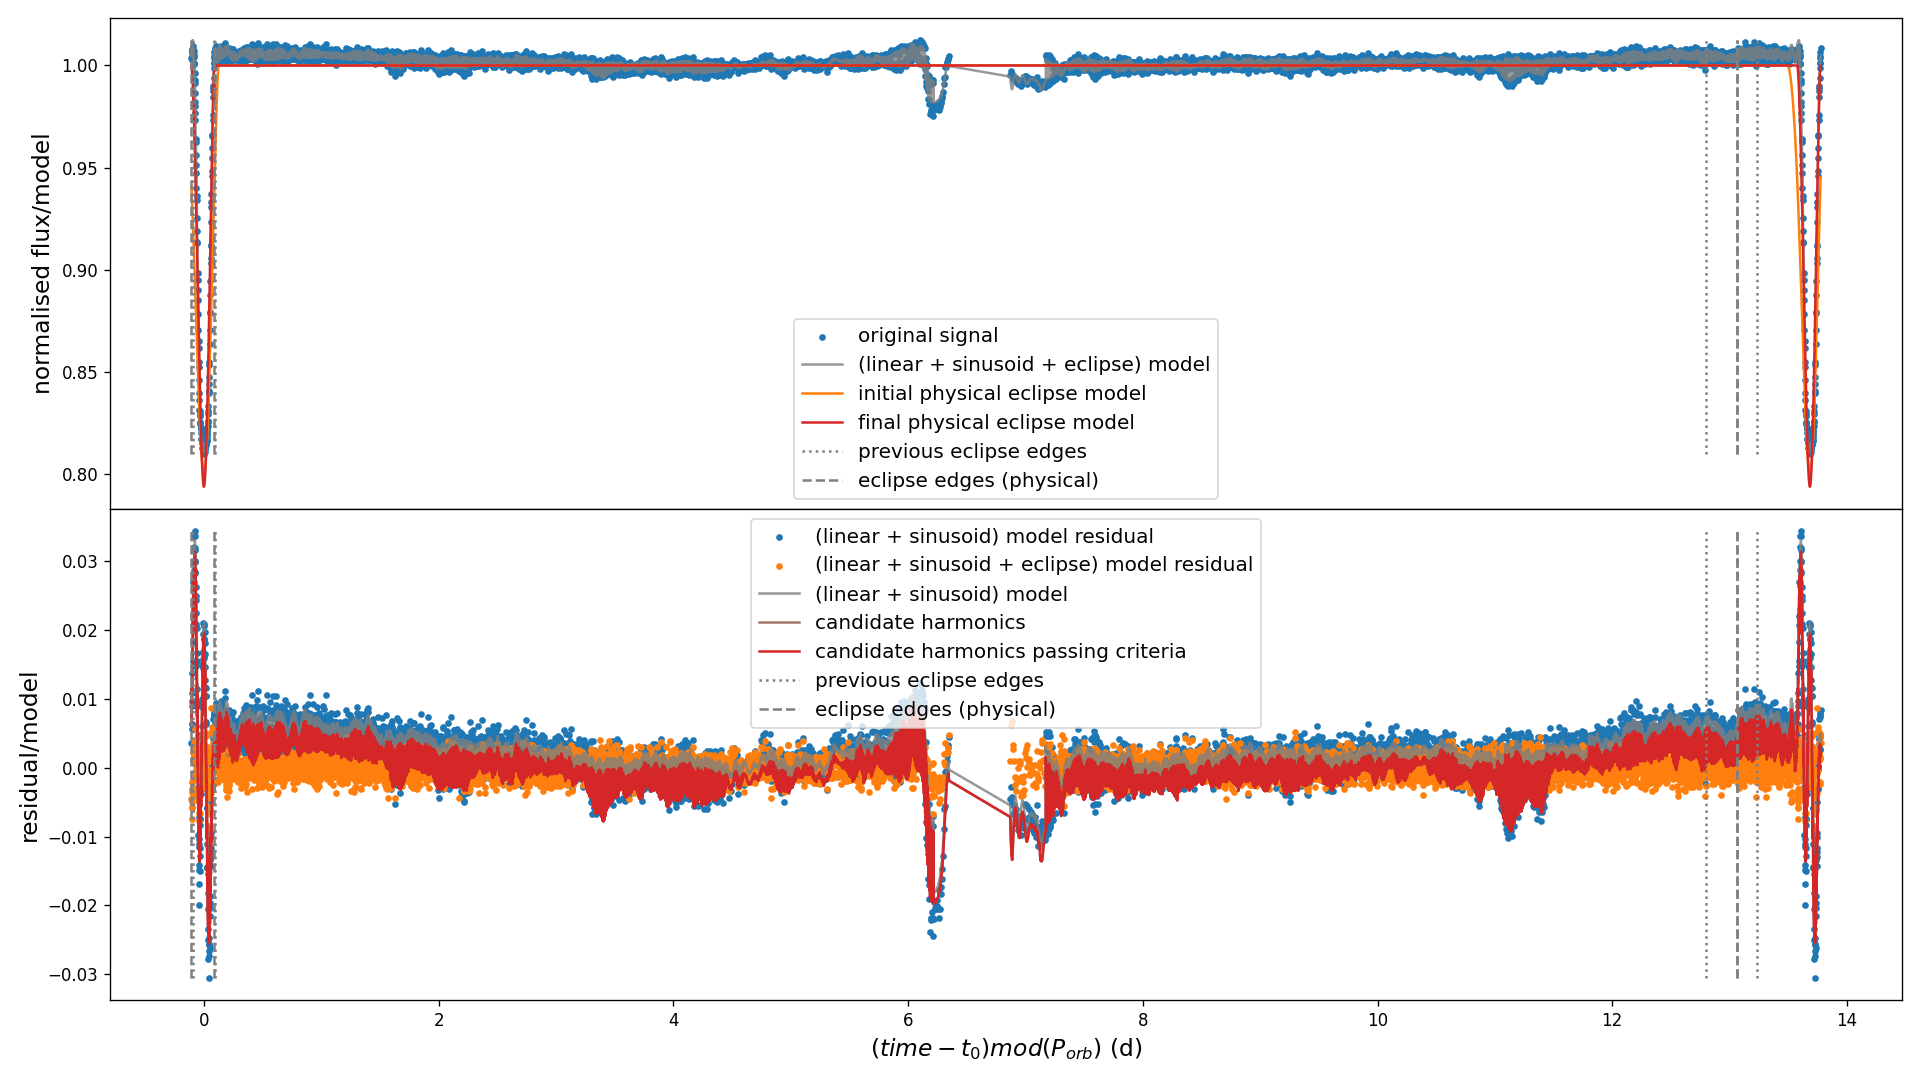 normalised flux/model
1.00
0.95
0.90
0.85
0.80
original signal
(linear + sinusoid + eclipse) model
initial physical eclipse model
final physical eclipse model
previous eclipse edges
eclipse edges (physical)
residual/model
0.03
0.02
0.01
0.00
−0.01
−0.02
−0.03
(linear + sinusoid) model residual
(linear + sinusoid + eclipse) model residual
(linear + sinusoid) model
candidate harmonics
candidate harmonics passing criteria
previous eclipse edges
eclipse edges (physical)
0 2 4 6 8 10 12 14
(time − t₀)mod(Pₒᵣb) (d)